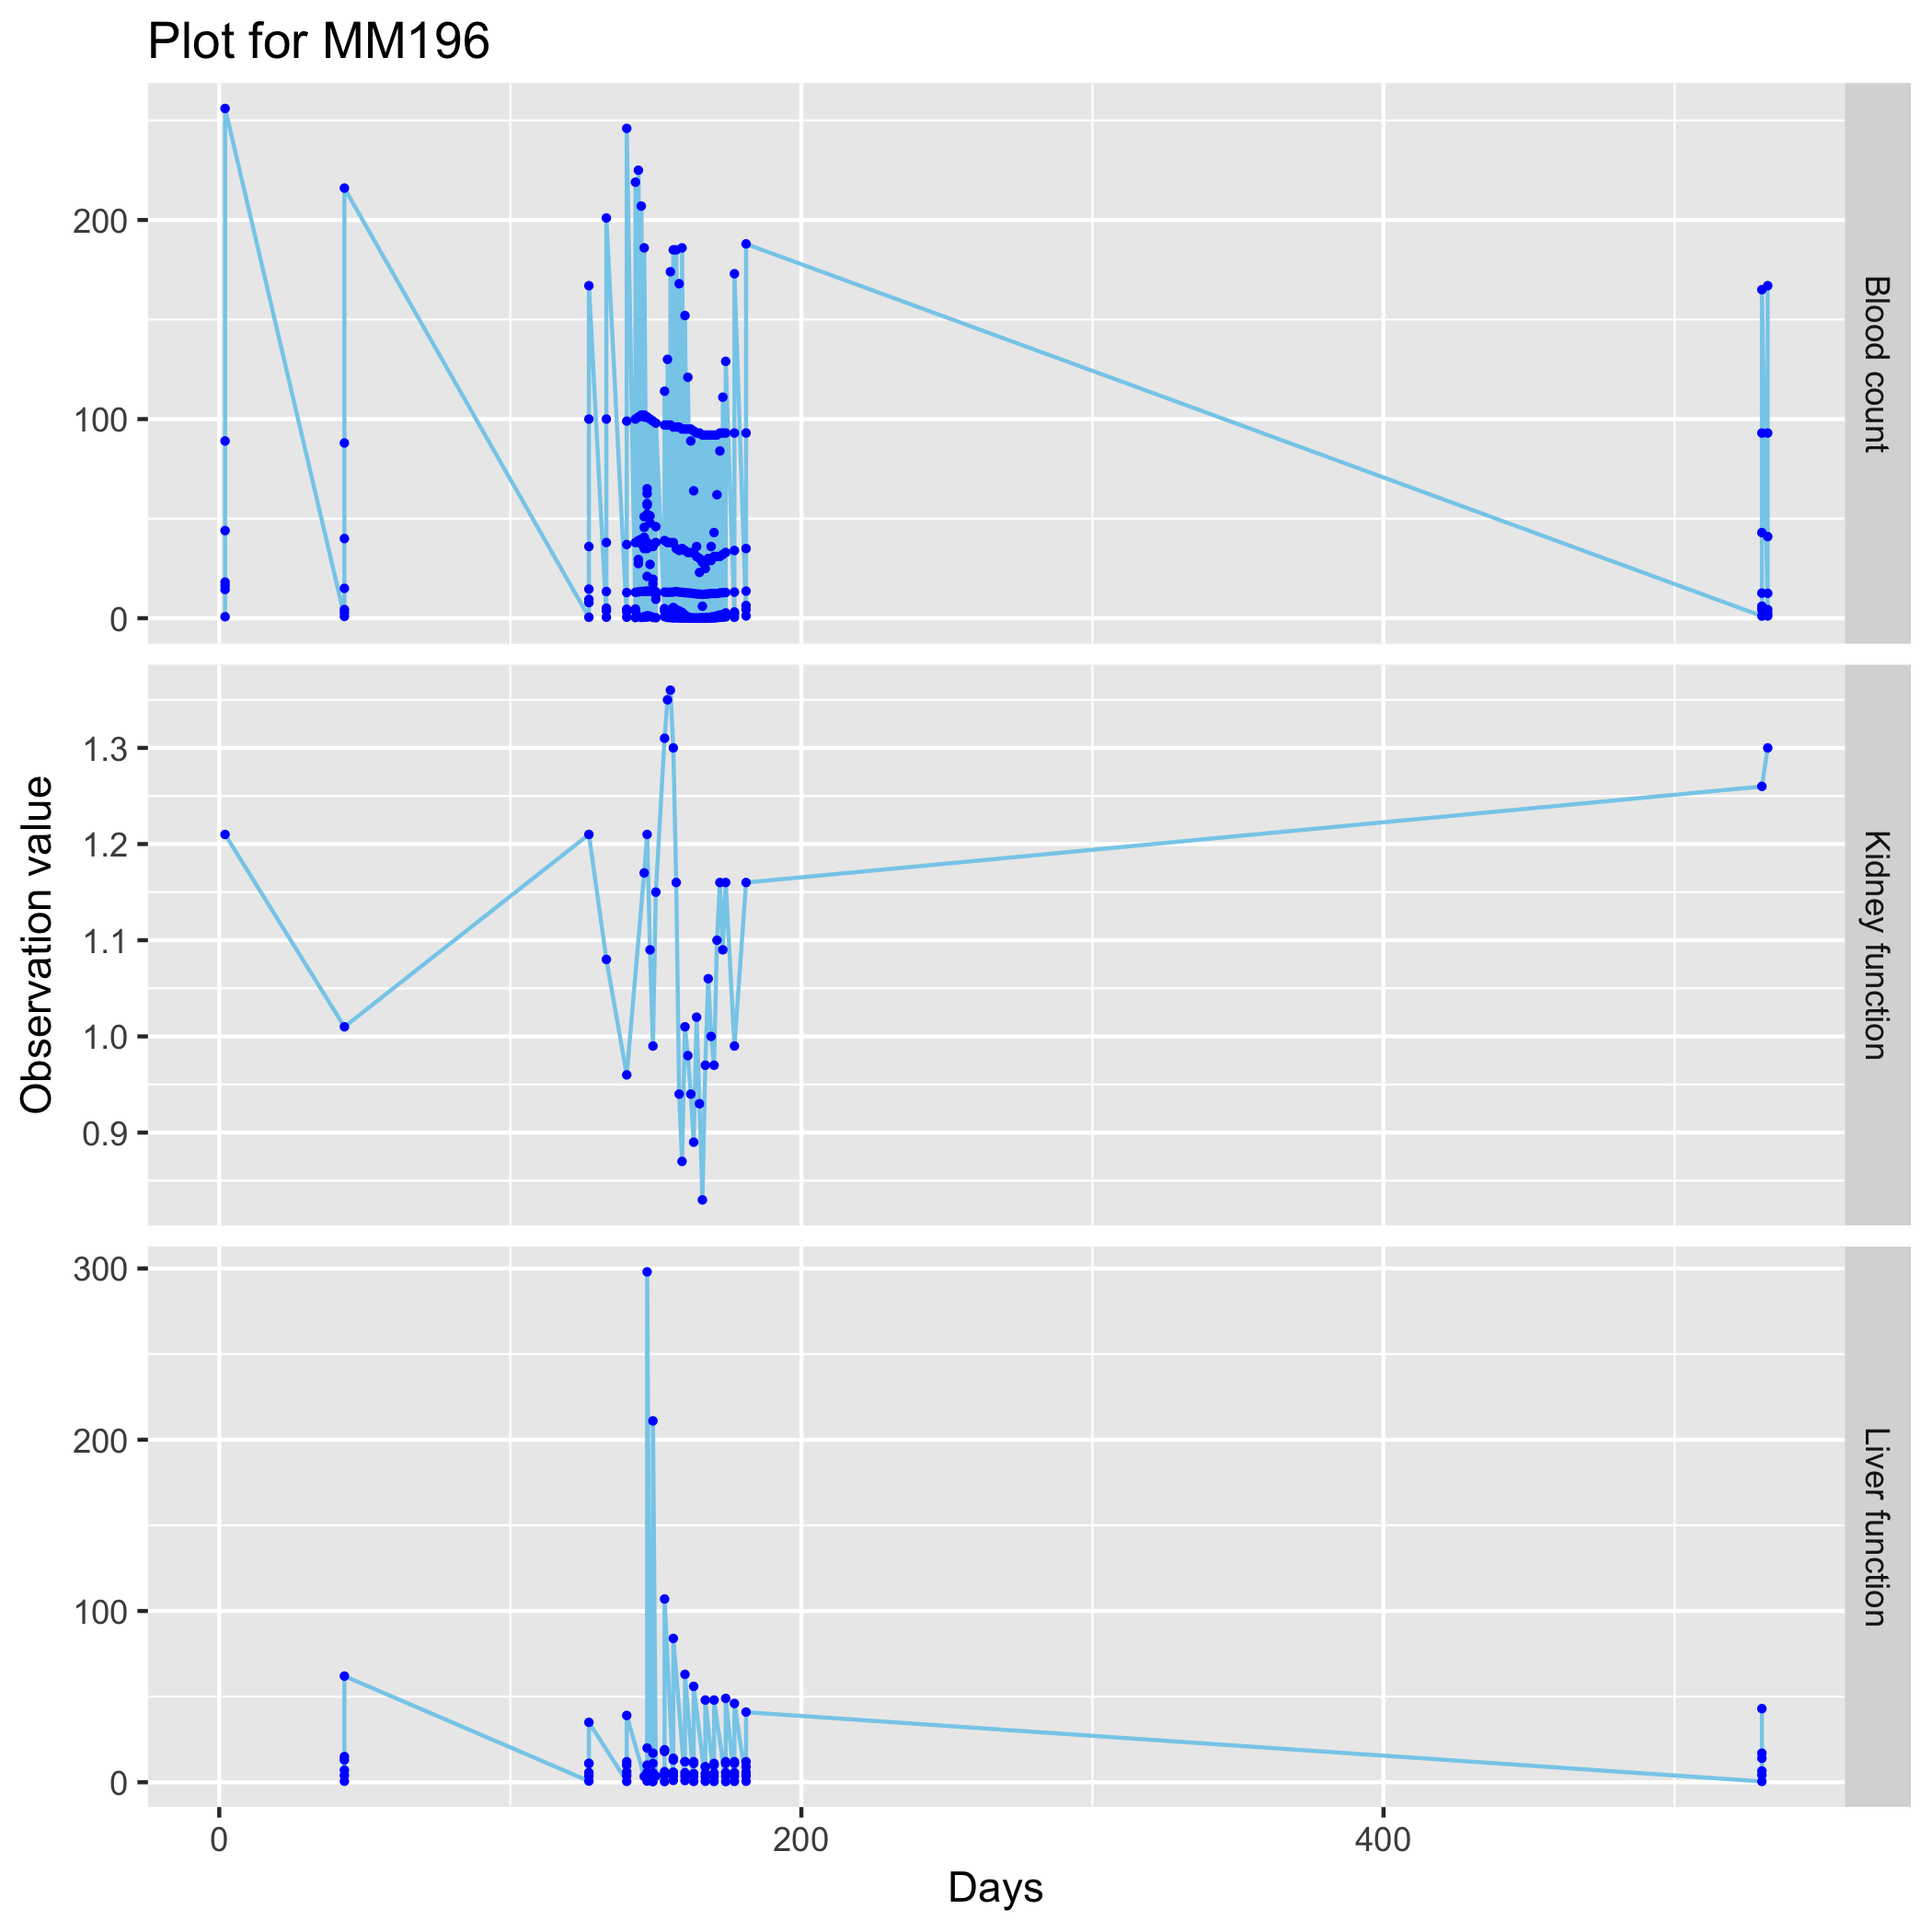 Plot for MM196
200
100
0
Blood count
1.3
1.2
1.1
1.0
0.9
Kidney function
Observation value
300
200
100
0
Liver function
0
200
400
Days